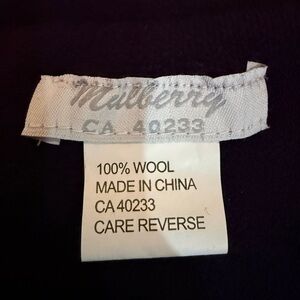 Mulberry
CA 40233
100% WOOL
MADE IN CHINA
CA 40233
CARE REVERSE